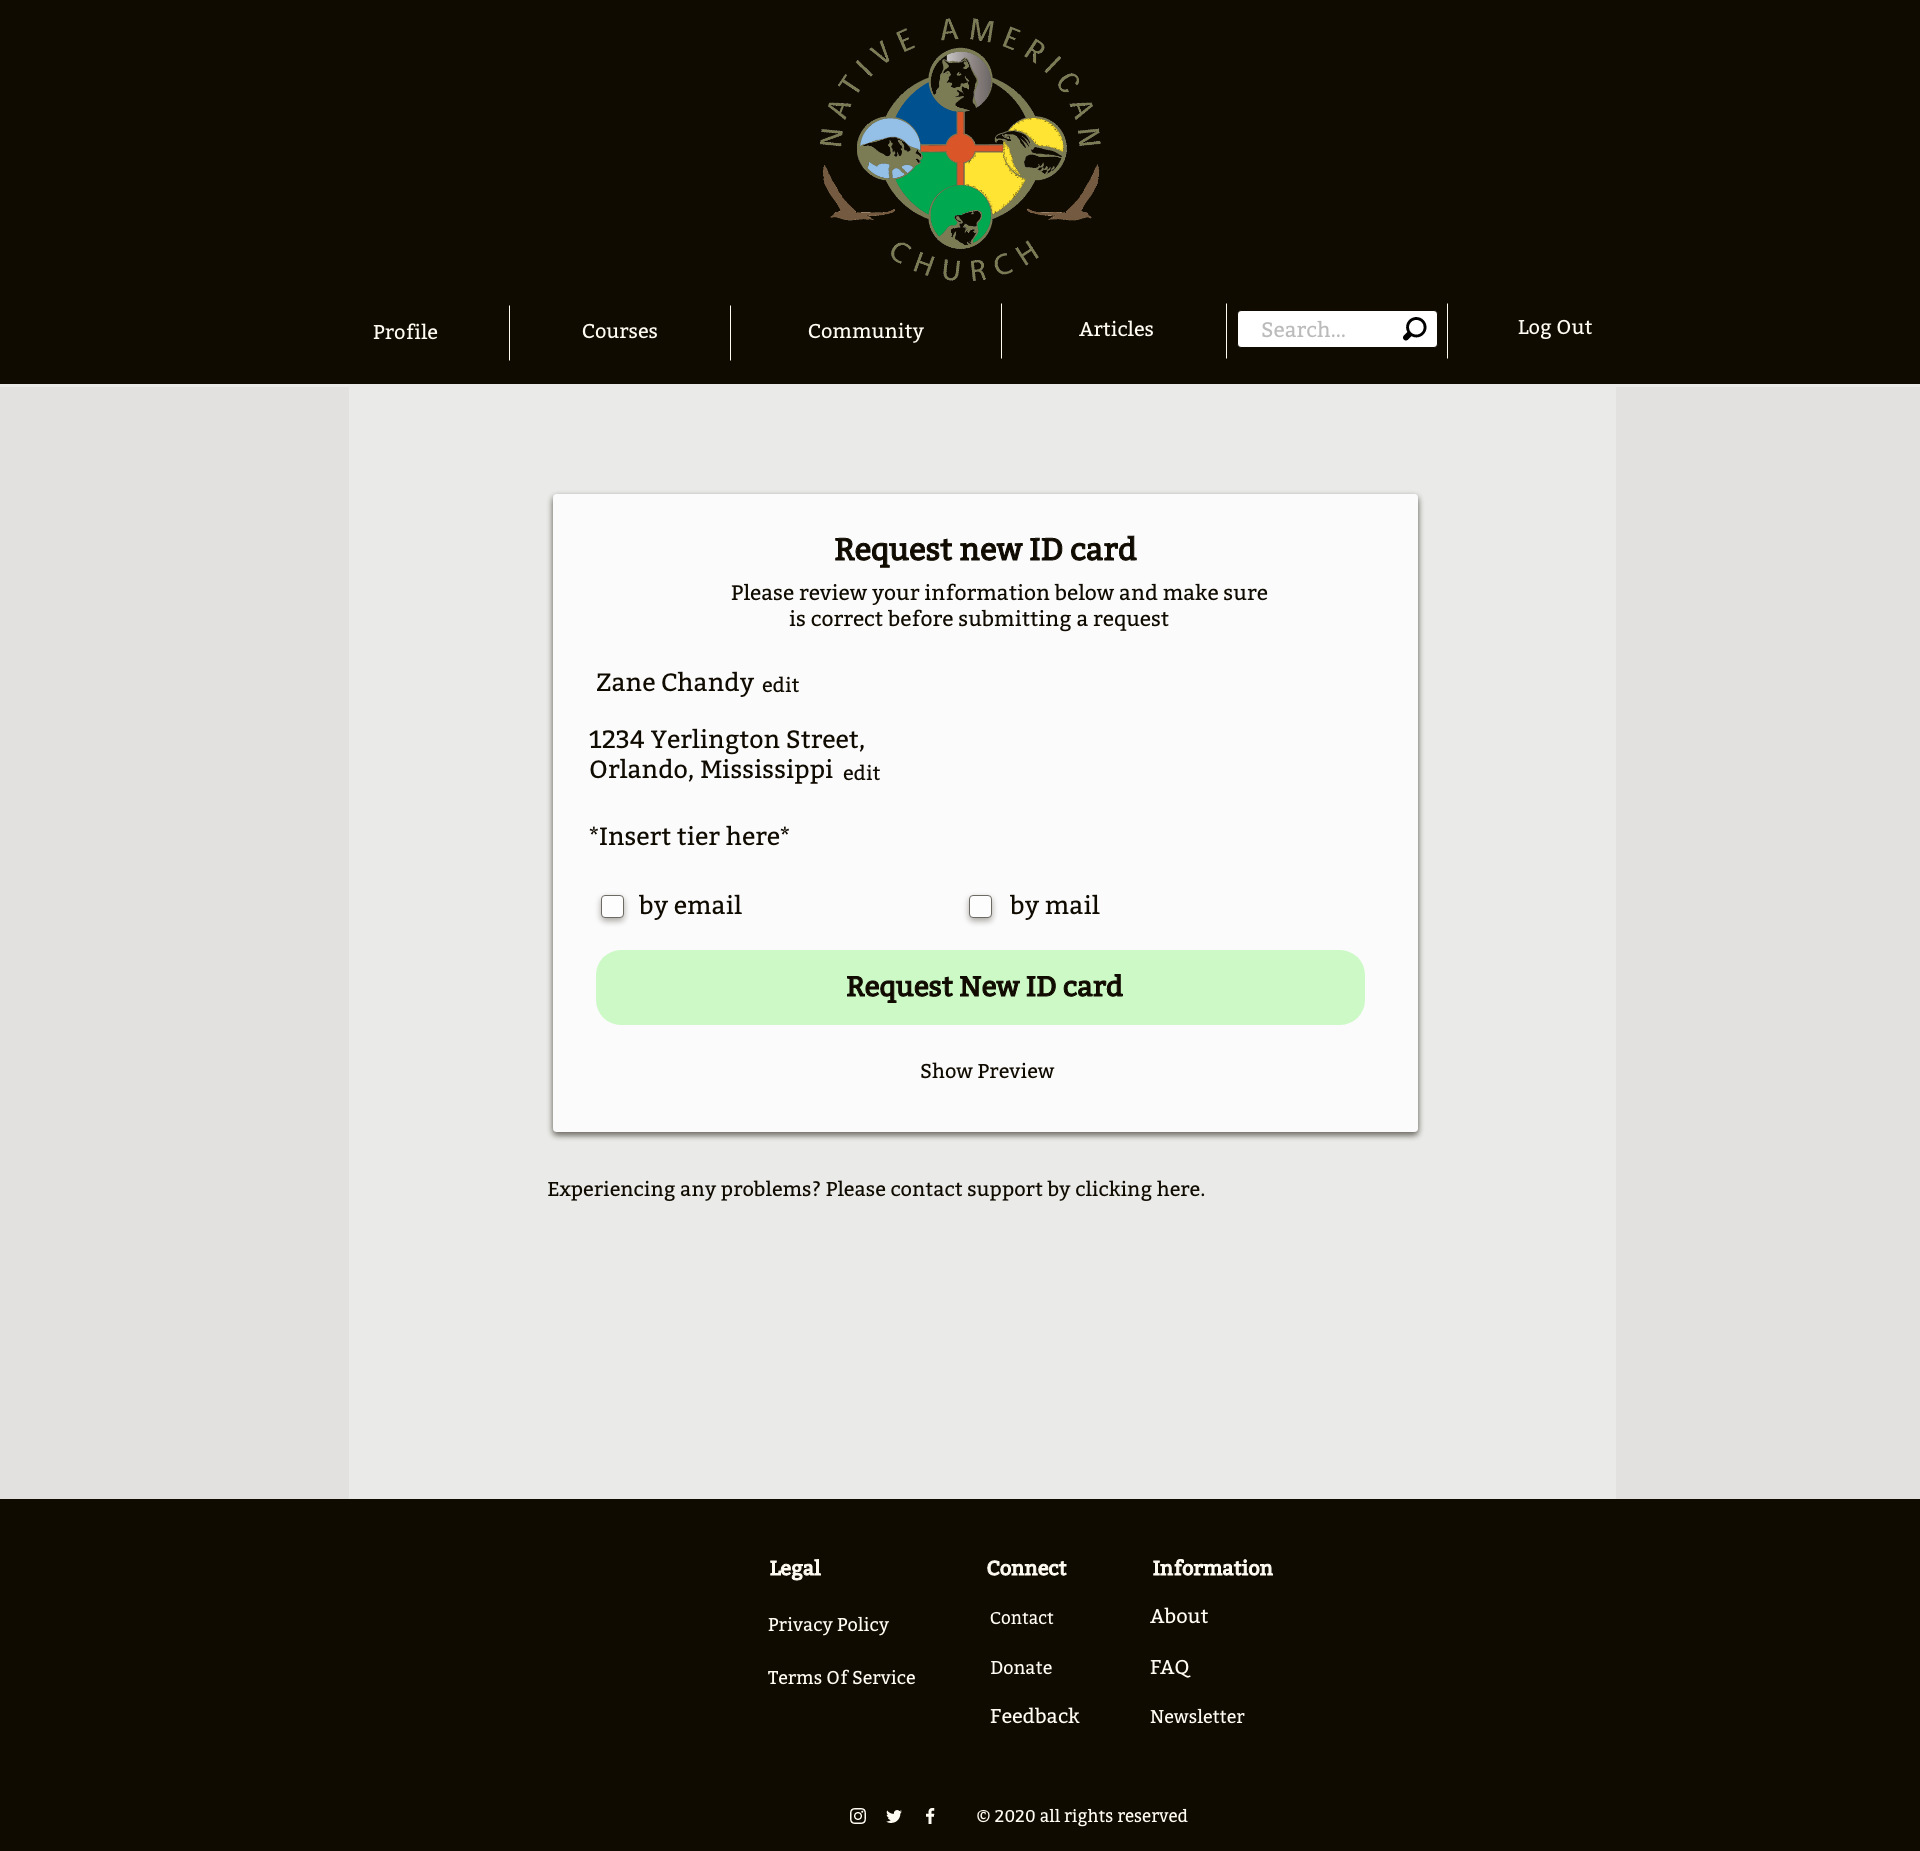 NATIVE AMERICAN
CHURCH
Profile
Courses
Community
Articles
Search...
Log Out
Request new ID card
Please review your information below and make sure
is correct before submitting a request
Zane Chandy edit
1234 Yerlington Street,
Orlando, Mississippi edit
*Insert tier here*
by email
by mail
Request New ID card
Show Preview
Experiencing any problems? Please contact support by clicking here.
Legal
Privacy Policy
Terms Of Service
Connect
Contact
Donate
Feedback
Information
About
FAQ
Newsletter
© 2020 all rights reserved